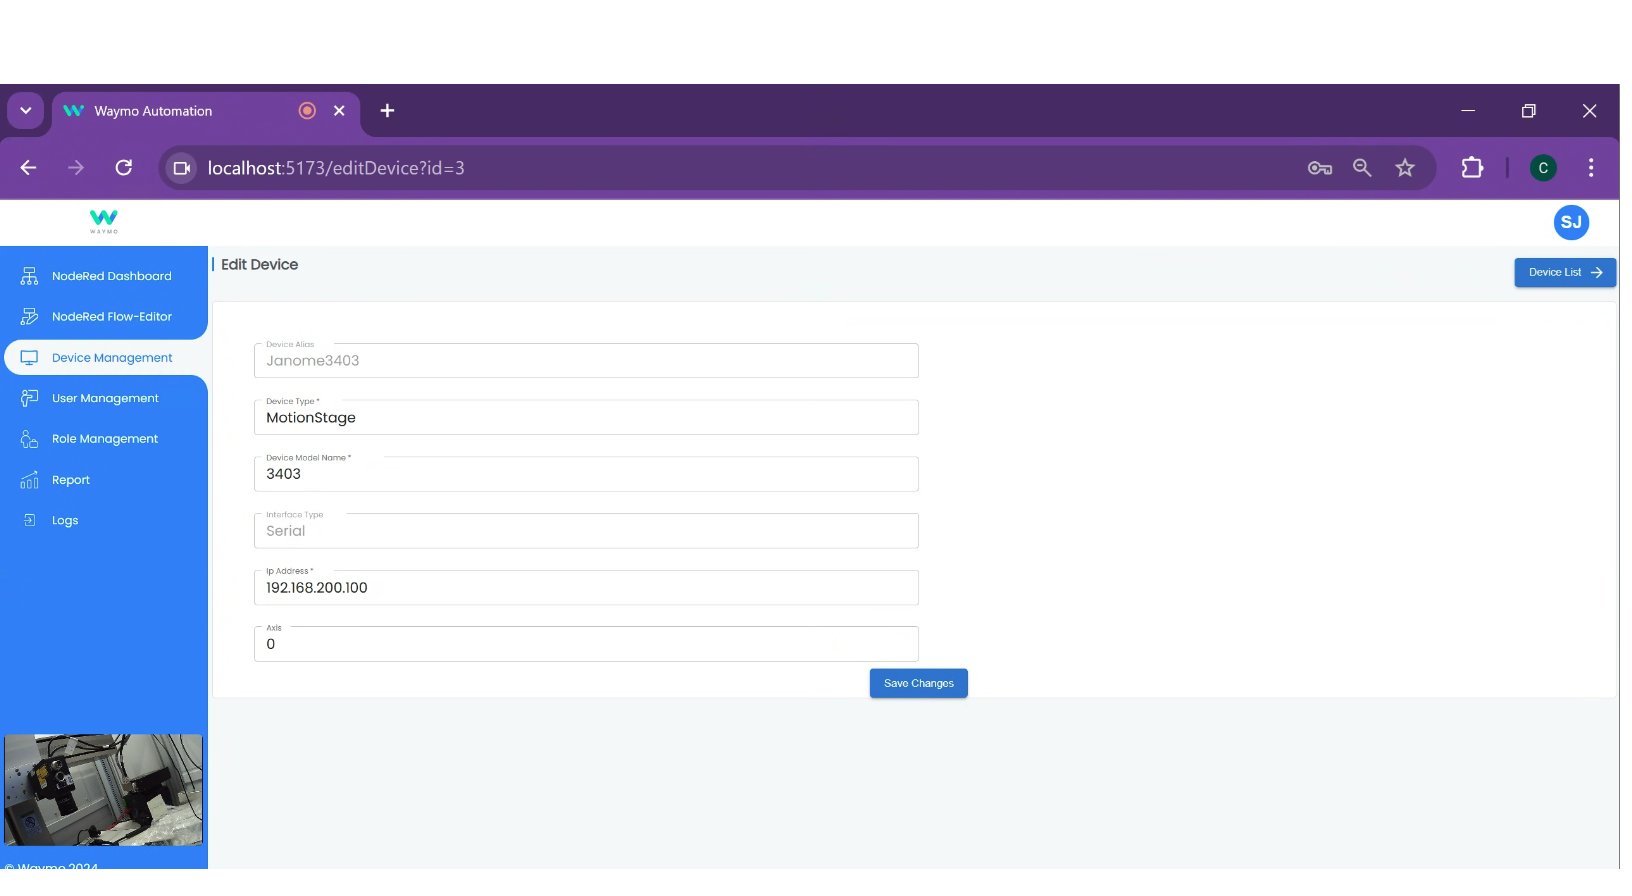 Waymo Automation
localhost:5173/editDevice?id=3
C
WAYMO
SJ
NodeRed Dashboard
NodeRed Flow-Editor
Device Management
User Management
Role Management
Report
Logs
© Waymo 2024
Edit Device
Device List
Device Alias
Janome3403
Device Type *
MotionStage
Device Model Name *
3403
Interface Type
Serial
Ip Address *
192.168.200.100
Axis
0
Save Changes